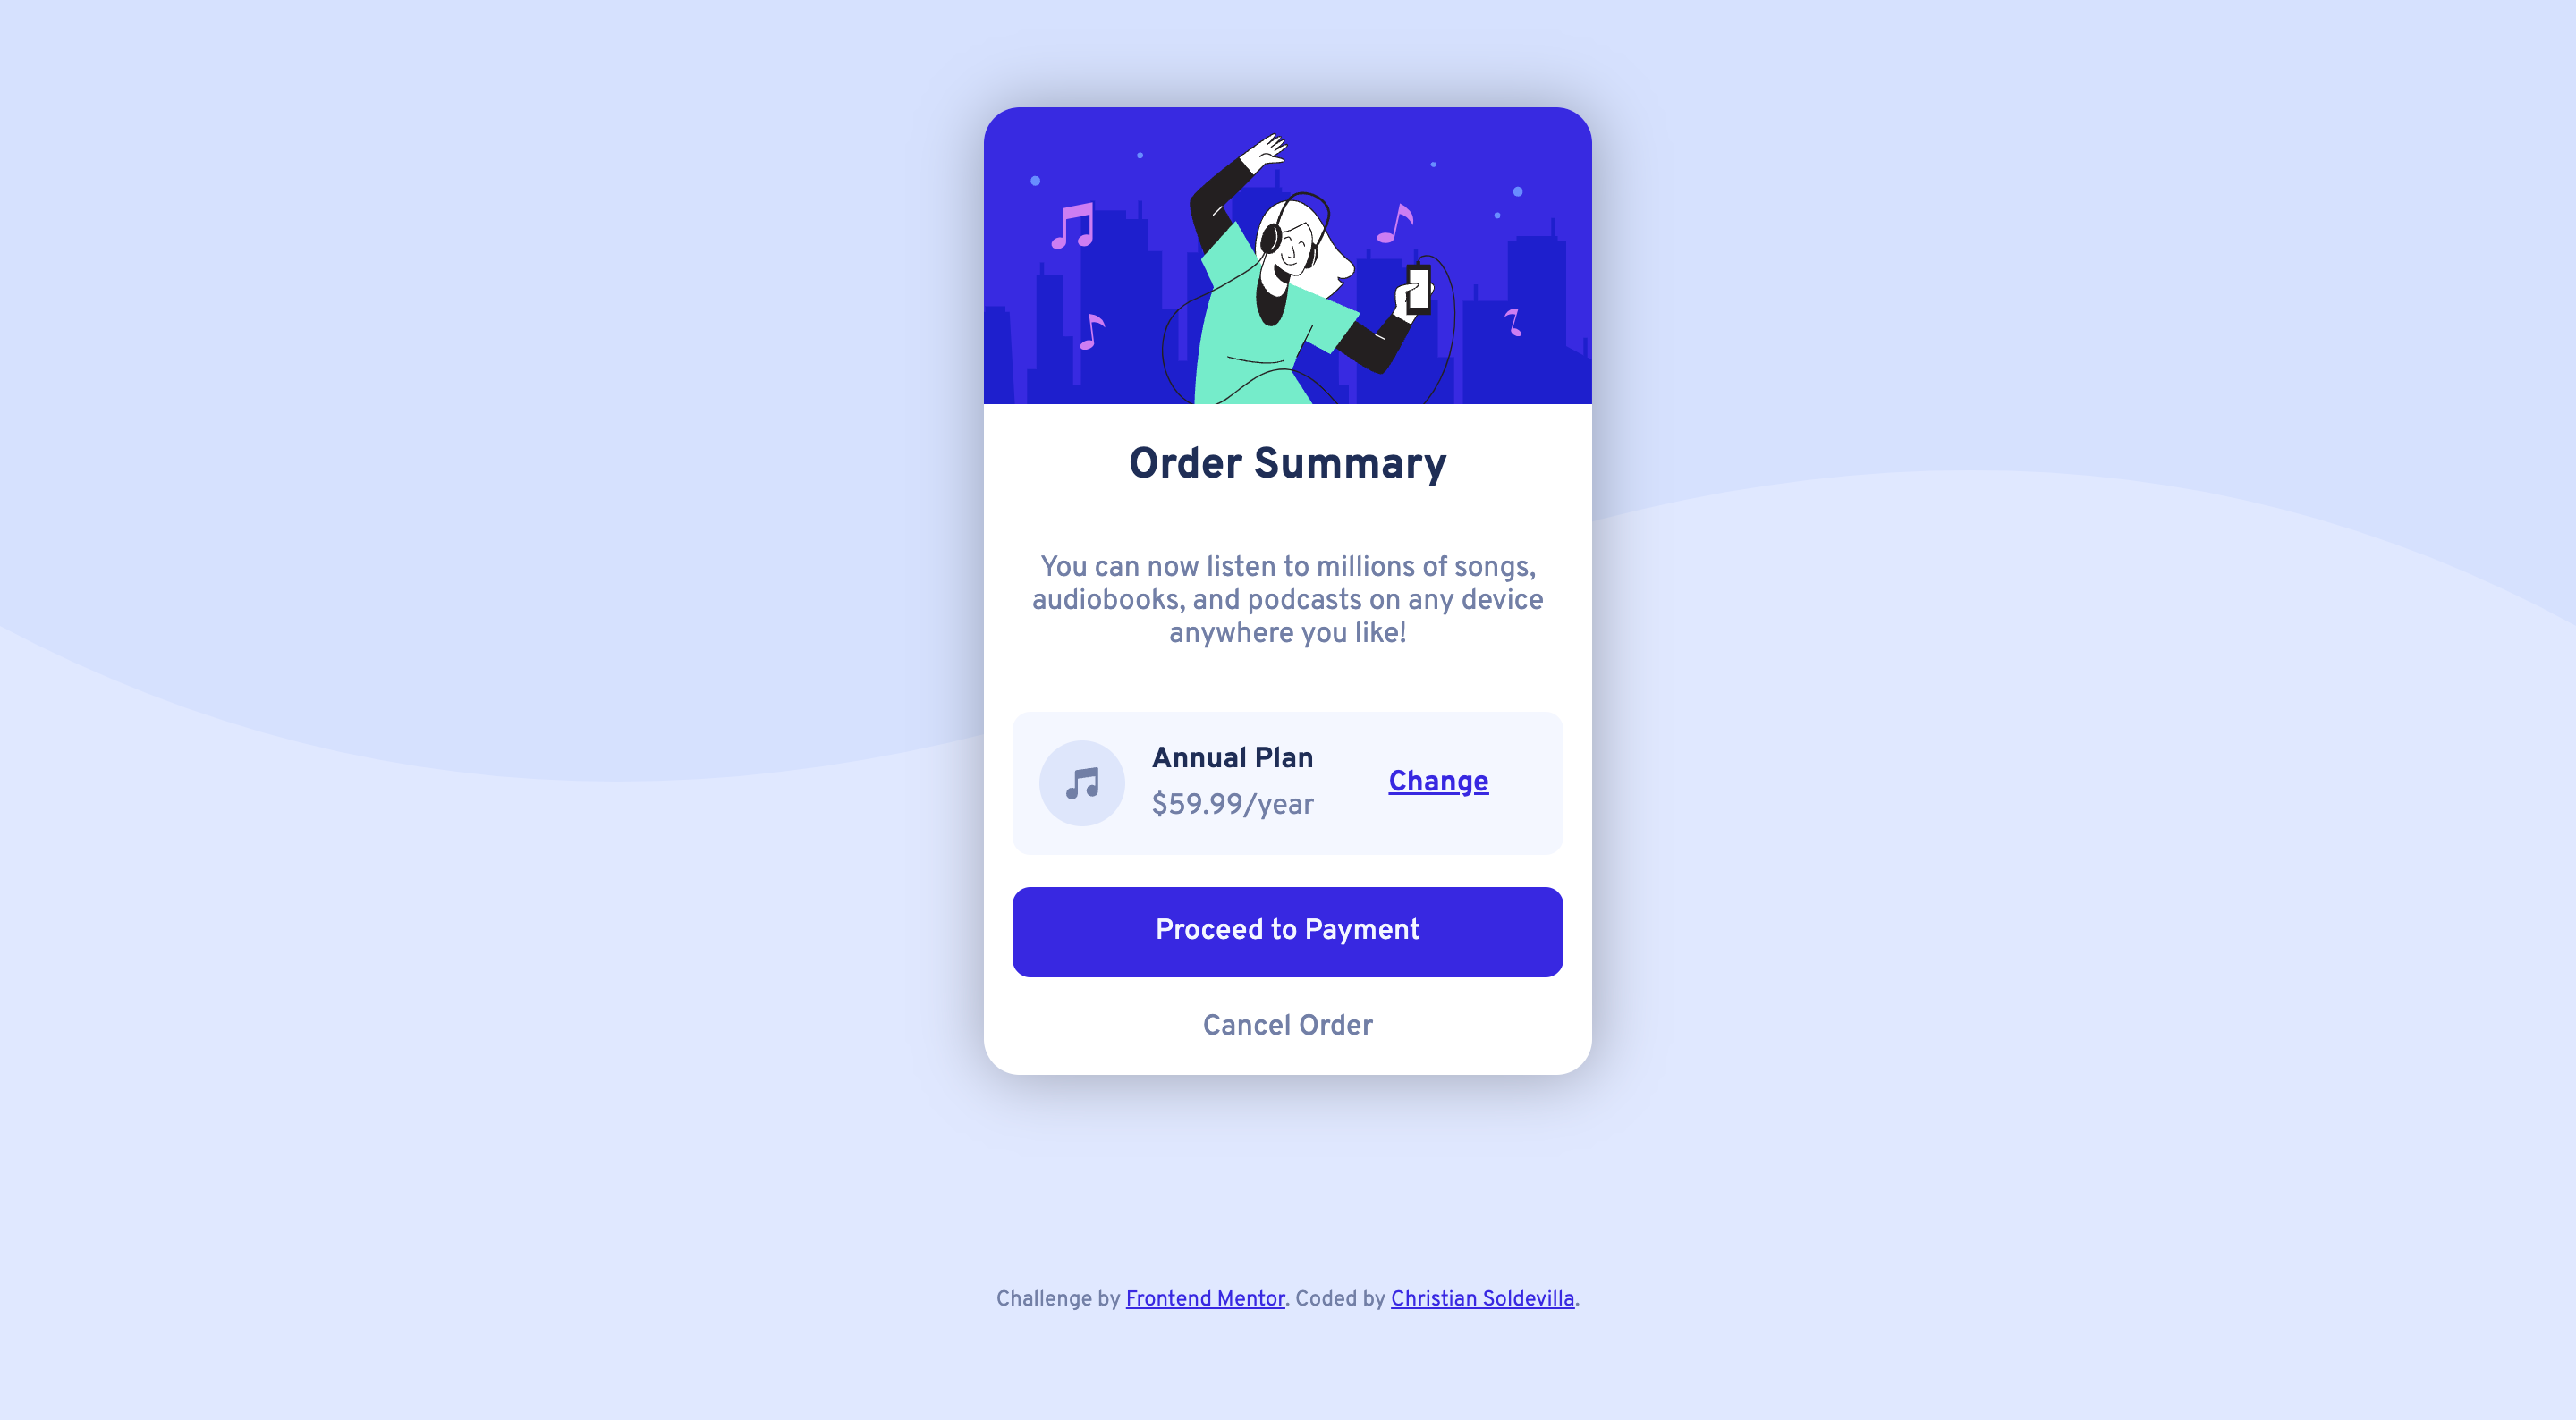 Order Summary
You can now listen to millions of songs,
audiobooks, and podcasts on any device
anywhere you like!
Annual Plan
$59.99/year
Change
Proceed to Payment
Cancel Order
Challenge by Frontend Mentor. Coded by Christian Soldevilla.